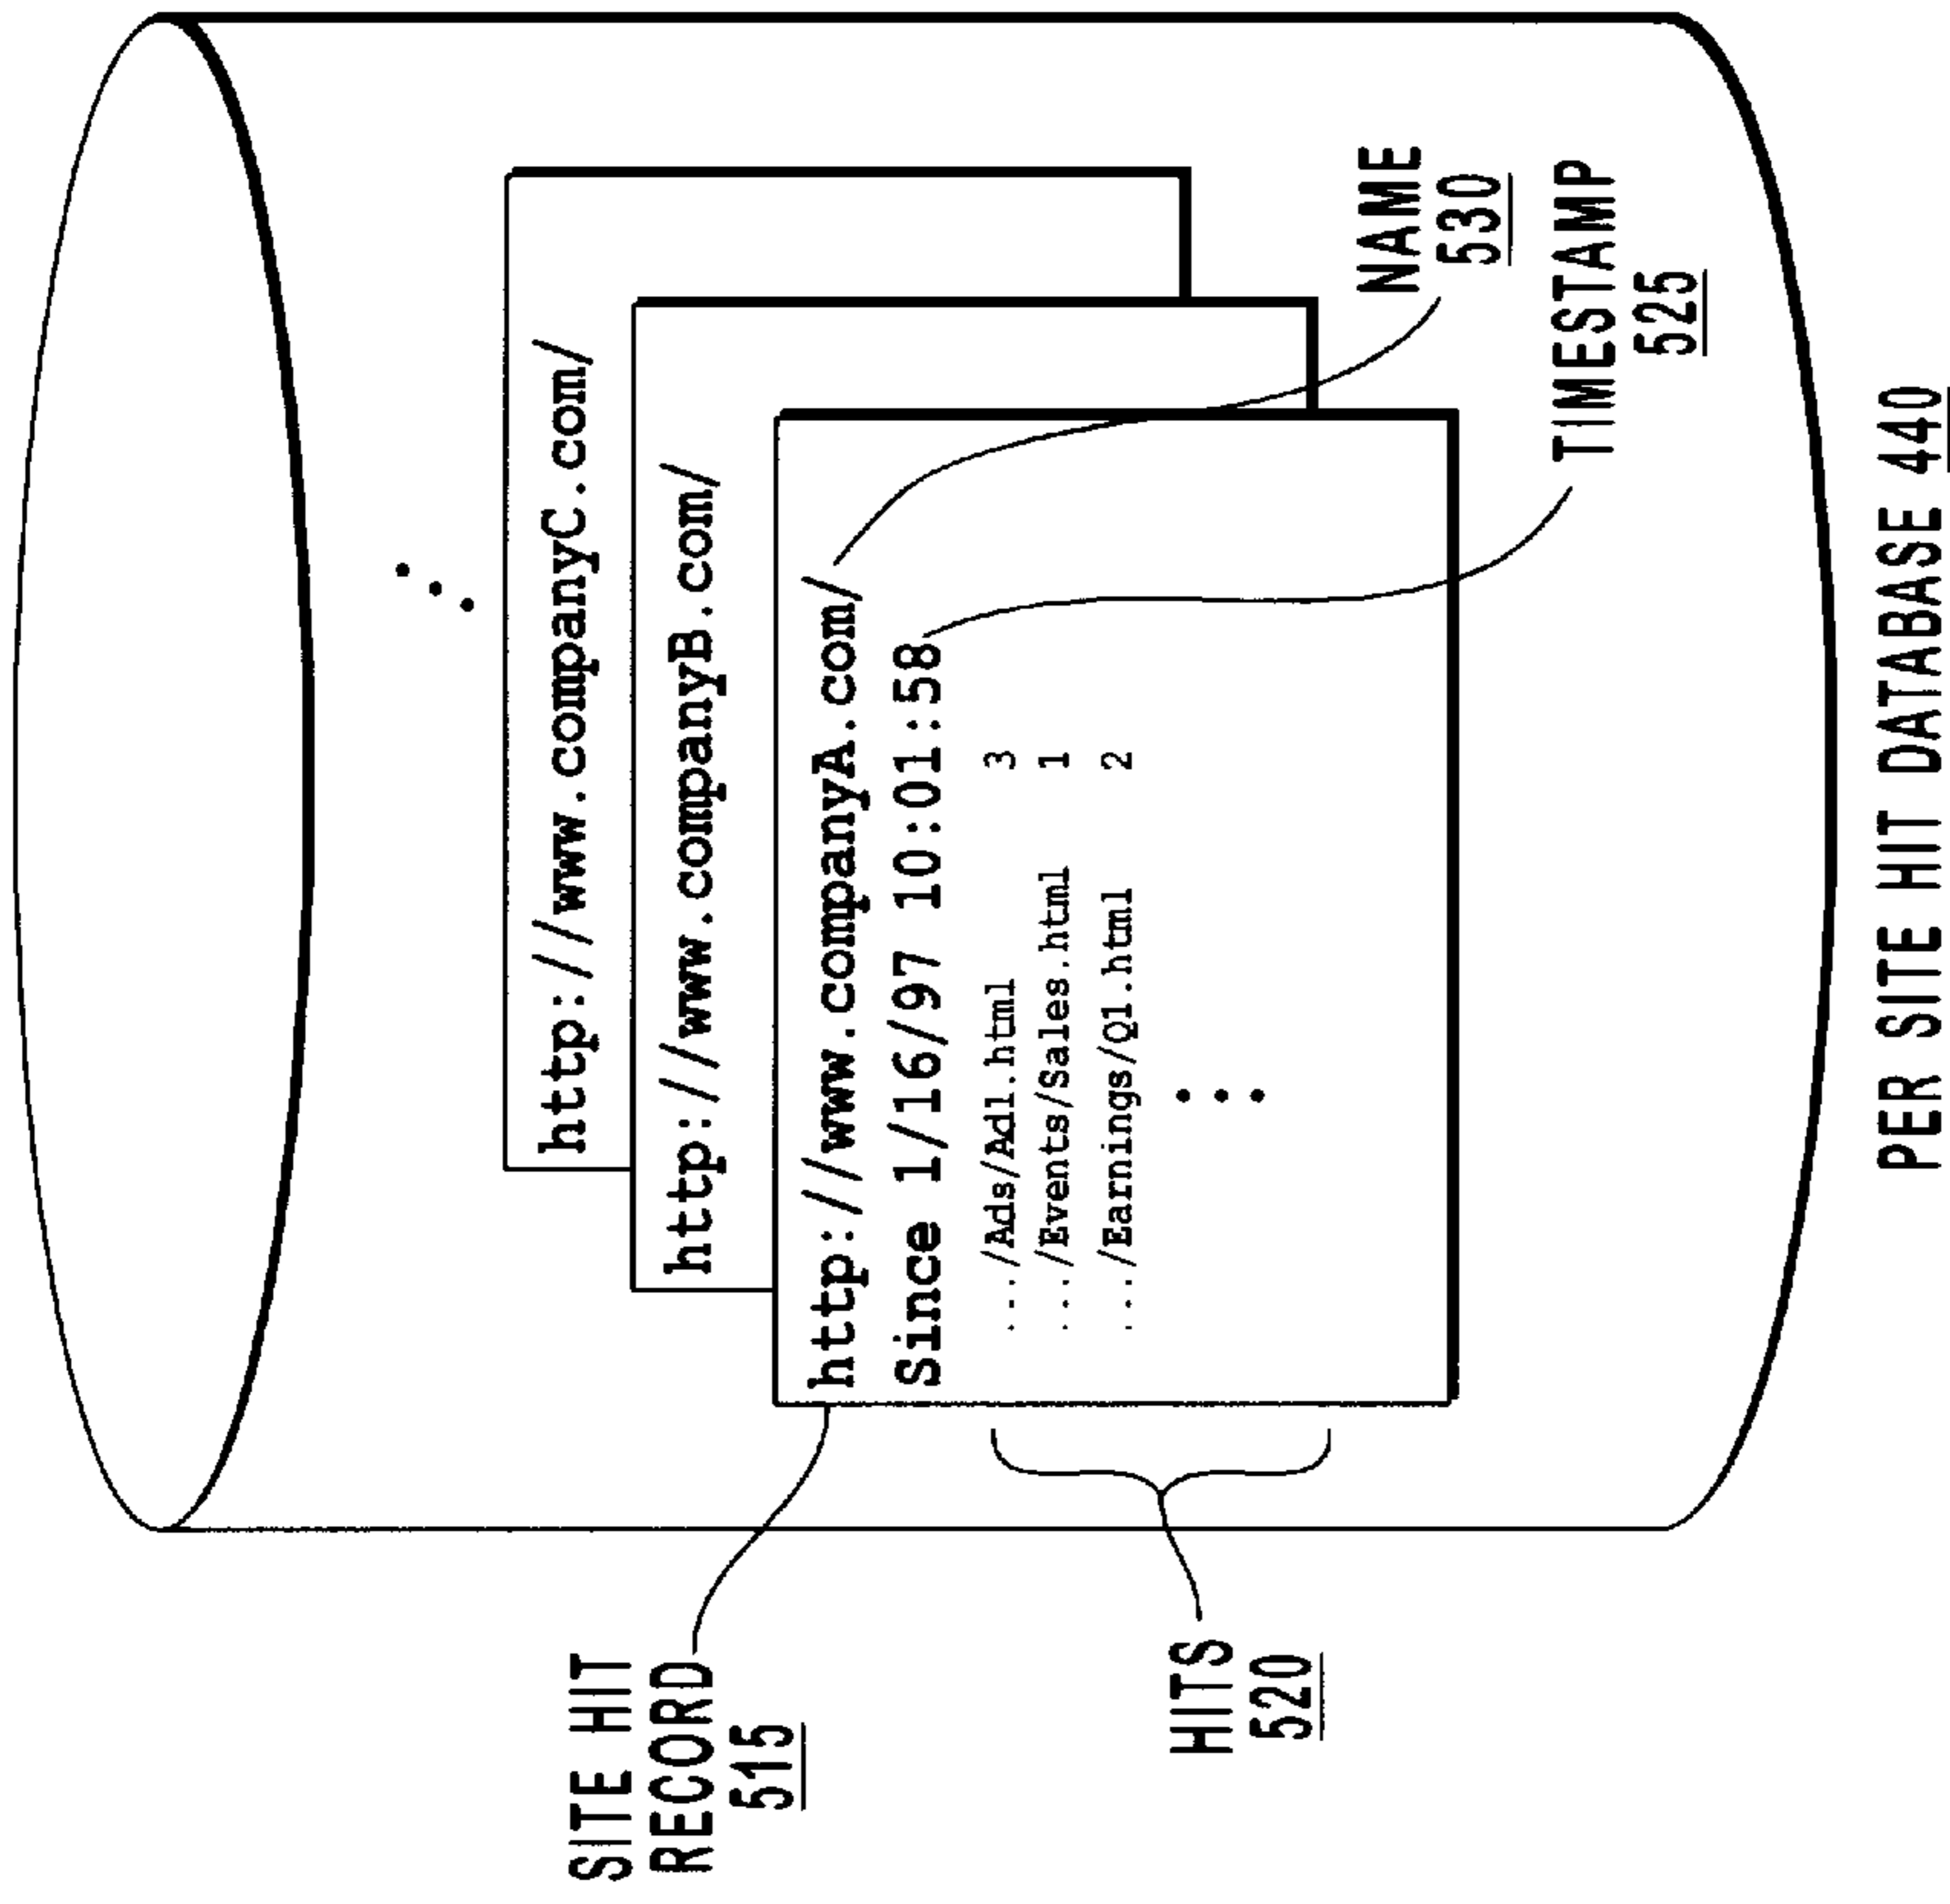 http://www.companyC.com/
http://www.companyB.com/
http://www.companyA.com/
Since 1/16/97 10:01:58
.../Ads/Ad1.html 3
.../Events/Sales.html 1
.../Earnings/Q1.html 2
SITE HIT
RECORD
515
HITS
520
NAME
530
TIMESTAMP
525
PER SITE HIT DATABASE 440